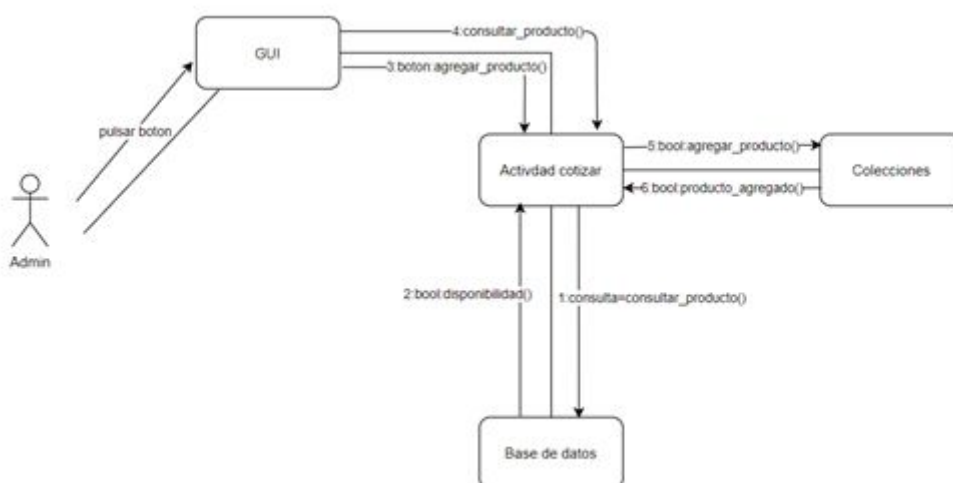 4:consultar_producto()
GUI
3:boton:agregar_producto()
pulsar boton
5:bool:agregar_producto()
Activdad cotizar
Colecciones
6:bool:producto_agregado()
Admin
2:bool:disponibilidad()
1:consulta=consultar_producto()
Base de datos